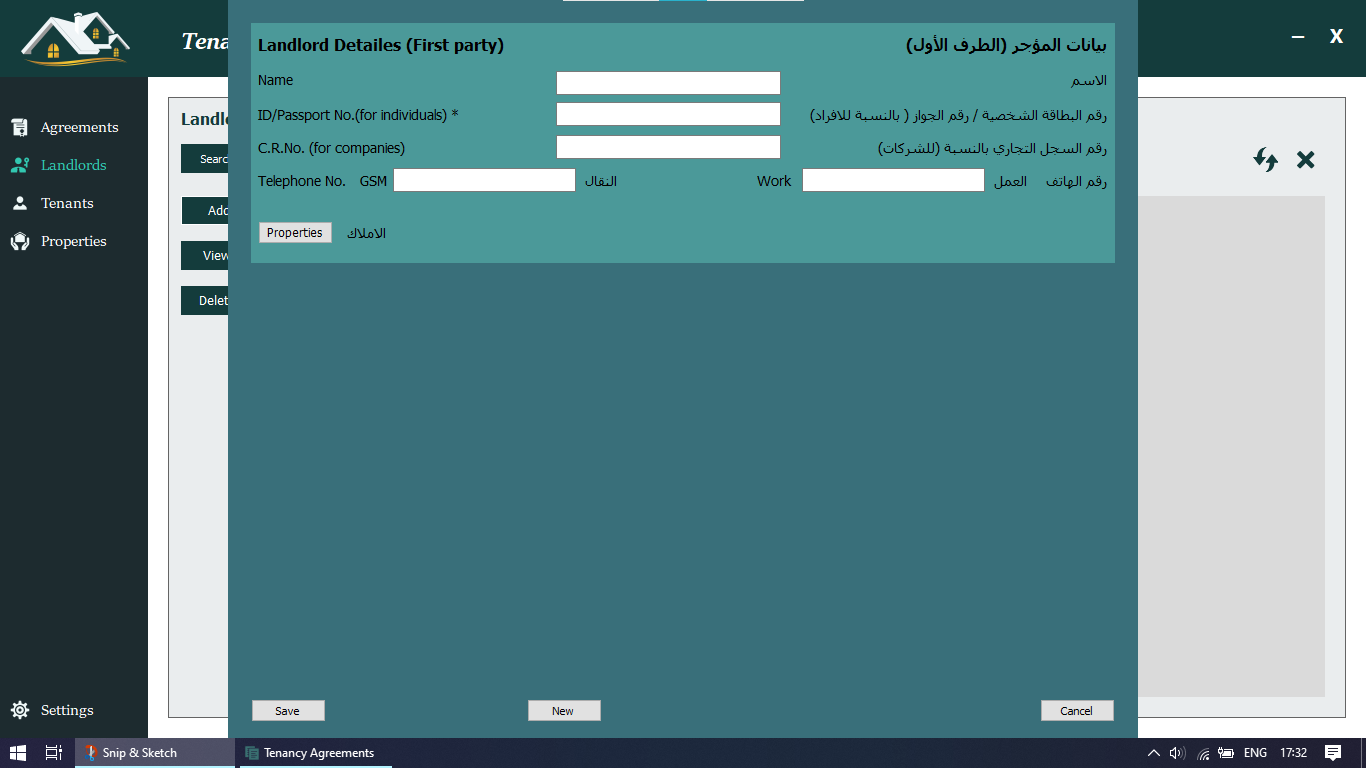 Tena
X
Agreements
Landlords
Tenants
Properties
Settings
Landlo
Searc
Add
View
Delet
Landlord Detailes (First party) بيانات المؤجر (الطرف الأول)
Name الاسم
ID/Passport No.(for individuals) * رقم البطاقة الشخصية / رقم الجواز ( بالنسبة للافراد)
C.R.No. (for companies) رقم السجل التجاري بالنسبة (للشركات)
Telephone No. GSM النقال Work العمل رقم الهاتف
Properties الاملاك
Save New Cancel
Snip & Sketch Tenancy Agreements ENG 17:32